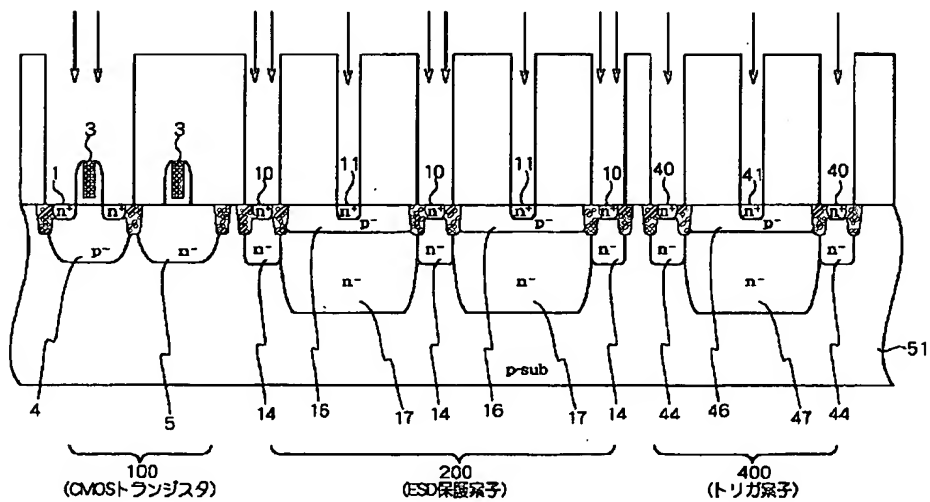 3 3
1 10 11 10 11 10 40 41 40
n⁺ n⁺ n⁺ n⁺ n⁺ n⁺ n⁺ n⁺ n⁺ n⁺
p⁻ p⁻ p⁻
p⁻ n⁻ n⁻ n⁻ n⁻ n⁻ n⁻
n⁻ n⁻ n⁻
51
p-sub
4 5 14 16 17 14 16 17 14 44 46 47 44
100 200 400
(CMOSトランジスタ) (ESD保護素子) (トリガ素子)